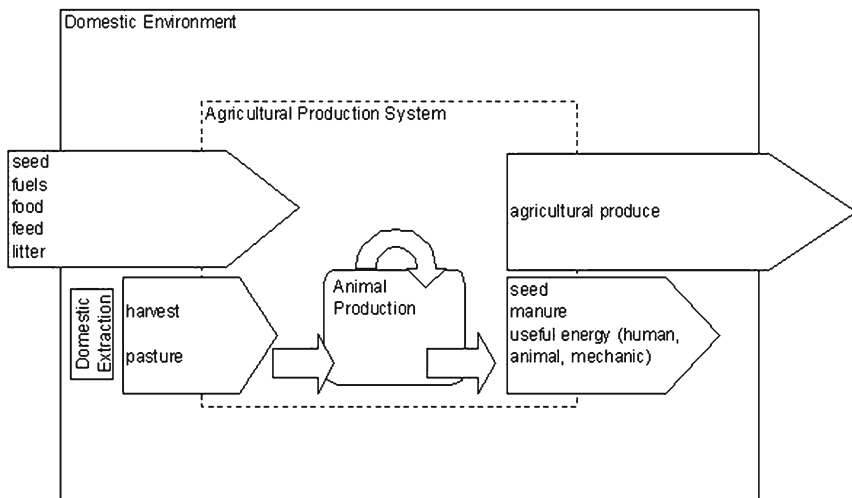 Domestic Environment
Agricultural Production System
seed
fuels
food
feed
litter
agricultural produce
Domestic
Extraction
harvest
pasture
Animal
Production
seed
manure
useful energy (human,
animal, mechanic)